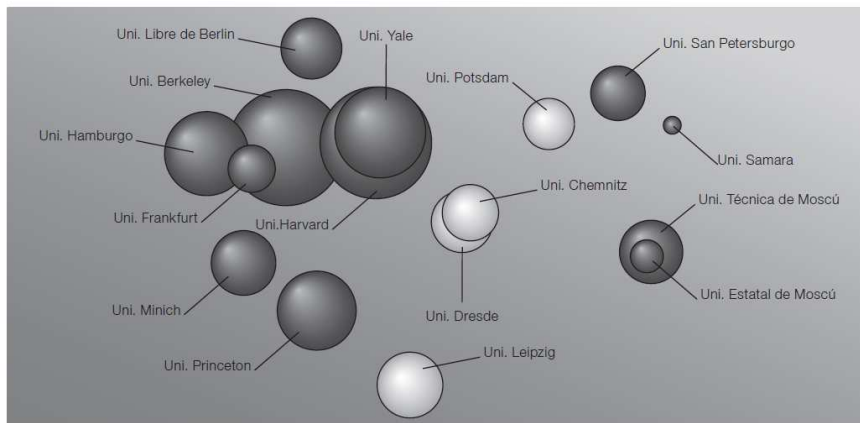 Uni. Libre de Berlin
Uni. Yale
Uni. San Petersburgo
Uni. Berkeley
Uni. Potsdam
Uni. Hamburgo
Uni. Samara
Uni. Chemnitz
Uni. Técnica de Moscú
Uni. Frankfurt
Uni.Harvard
Uni. Estatal de Moscú
Uni. Minich
Uni. Dresde
Uni. Leipzig
Uni. Princeton